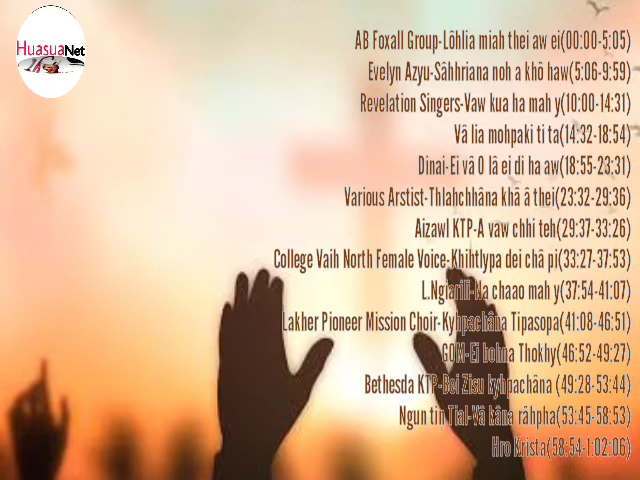 HuasuaNet
AB Foxall Group-Lôhlia miah thei aw ei(00:00-5:05)
Evelyn Azyu-Sâhhriana noh a khô haw(5:06-9:59)
Revelation Singers-Vaw kua ha mah y(10:00-14:31)
Vâ lia mohpaki ti ta(14:32-18:54)
Dinai-Ei vâ O lâ ei di ha aw(18:55-23:31)
Various Arstist-Thlahchhâna khâ â thei(23:32-29:36)
Aizawl KTP-A vaw chhi teh(29:37-33:26)
College Vaih North Female Voice-Khihtlypa dei châ pi(33:27-37:53)
chaao mah y(37:54-41:07)
Lakher Pioneer Mission Choir-Kyhpachâna Tipasopa(41:08-46:51)
GOM-Ei bohna Thokhy(46:52-49:27)
Bethesda KTP-Bei Zisu kyhpachâna (49:28-53:44)
Ngun tin Tial-Vâ kâna râhpha(53:45-58:53)
Hro Krista(58:54-1:02:06)